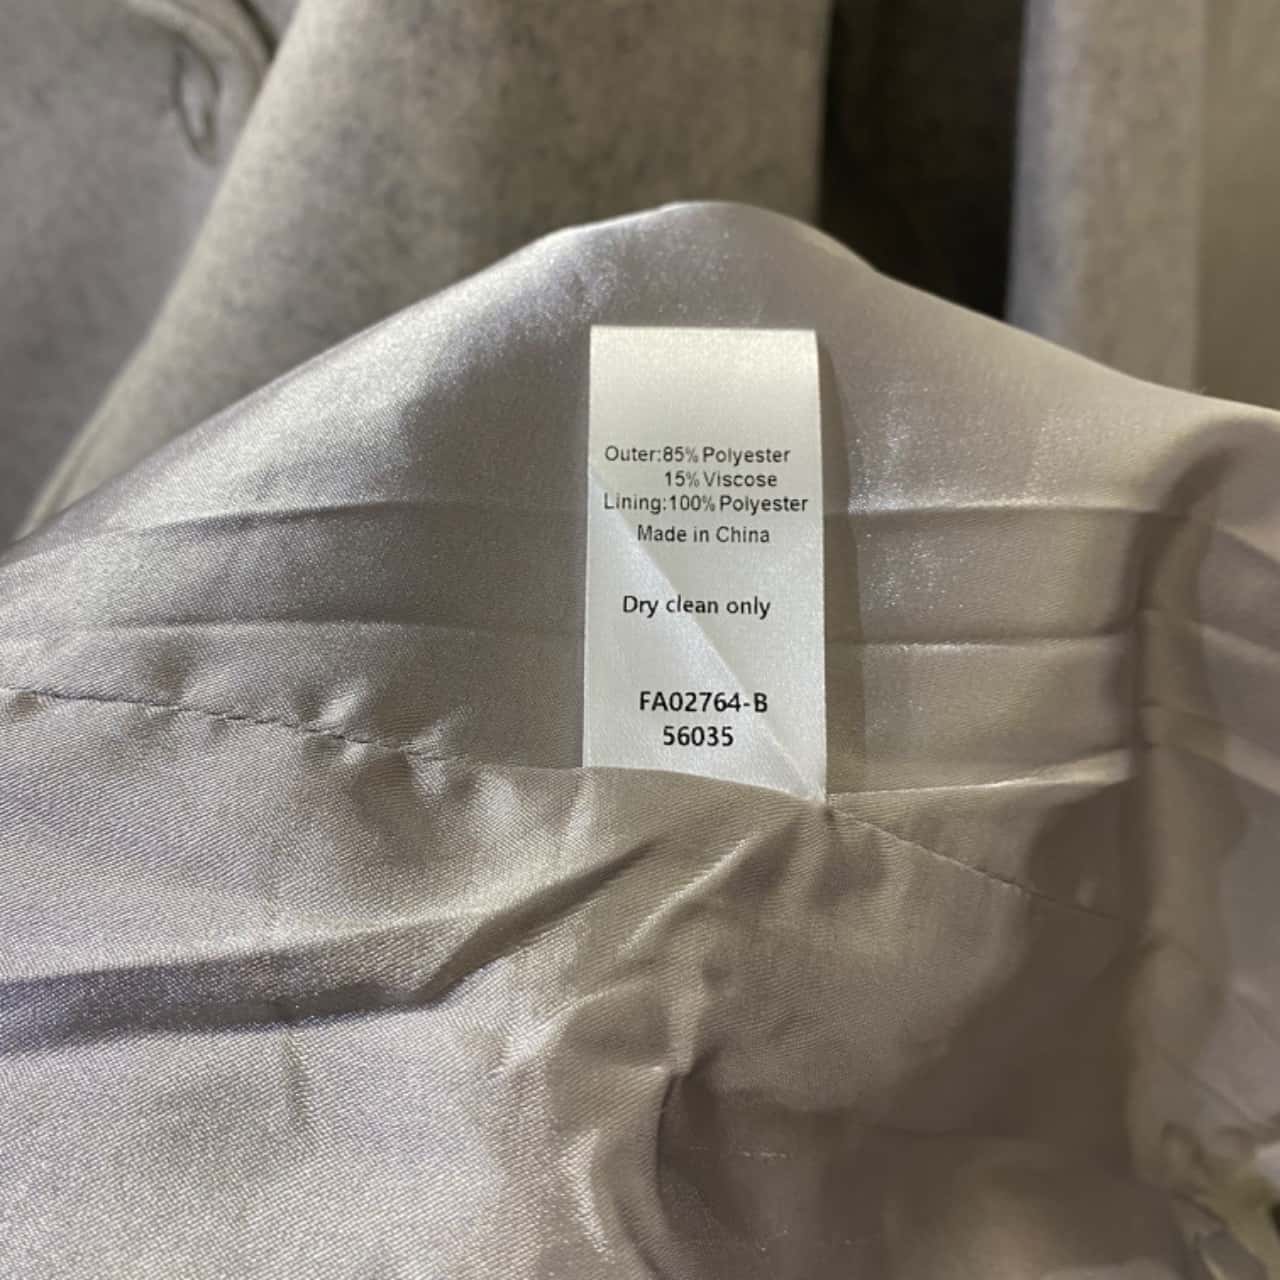 Outer:85% Polyester
15% Viscose
Lining:100% Polyester
Made in China
Dry clean only
FA02764-B
56035